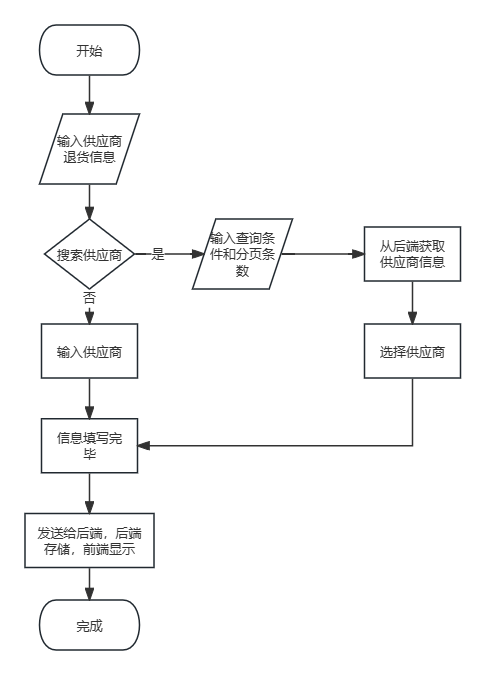 开始
输入供应商
退货信息
搜索供应商
是
输入查询条
件和分页条
数
从后端获取
供应商信息
否
输入供应商
选择供应商
信息填写完
毕
发送给后端，后端
存储，前端显示
完成